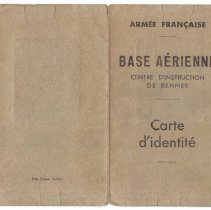 ARMÉE FRANÇAISE
BASE AÉRIENNE
CENTRE D'INSTRUCTION
DE RENNES
Carte
d'identité